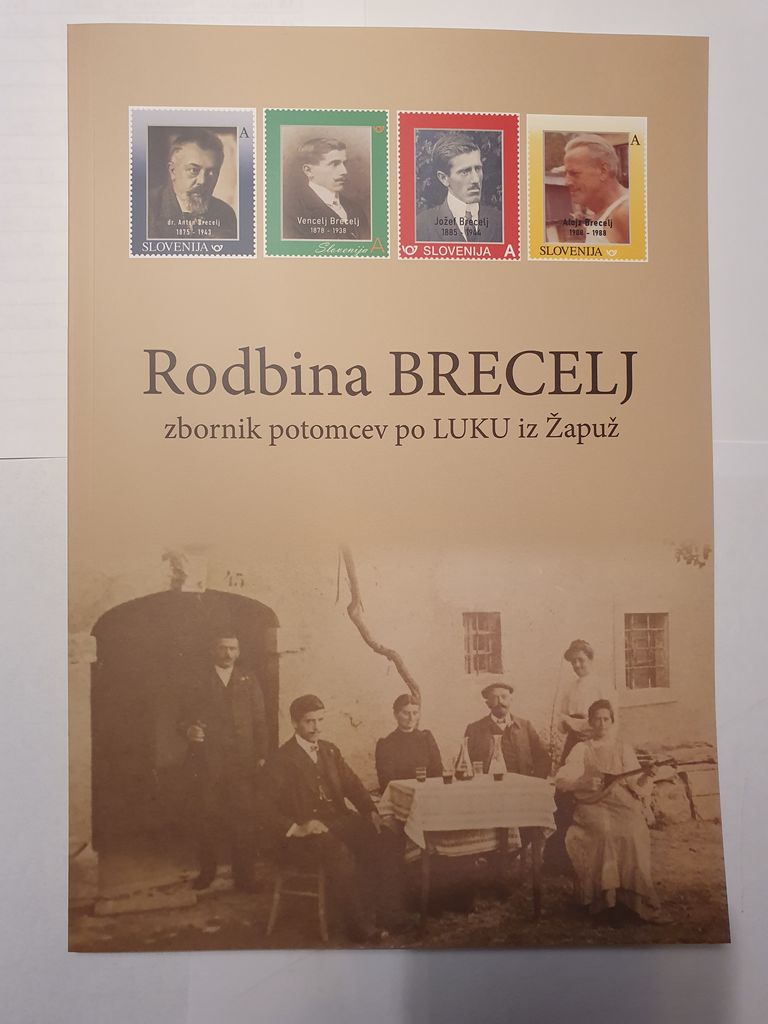 A
dr. Anton Brecelj
1875 - 1943
SLOVENIJA
Vencelj Brecelj
1878 - 1938
Slovenija A
Jožef Brecelj
1885 - 1944
SLOVENIJA A
A
Alojz Brecelj
1908 - 1988
SLOVENIJA
Rodbina BRECELJ
zbornik potomcev po LUKU iz Žapuž